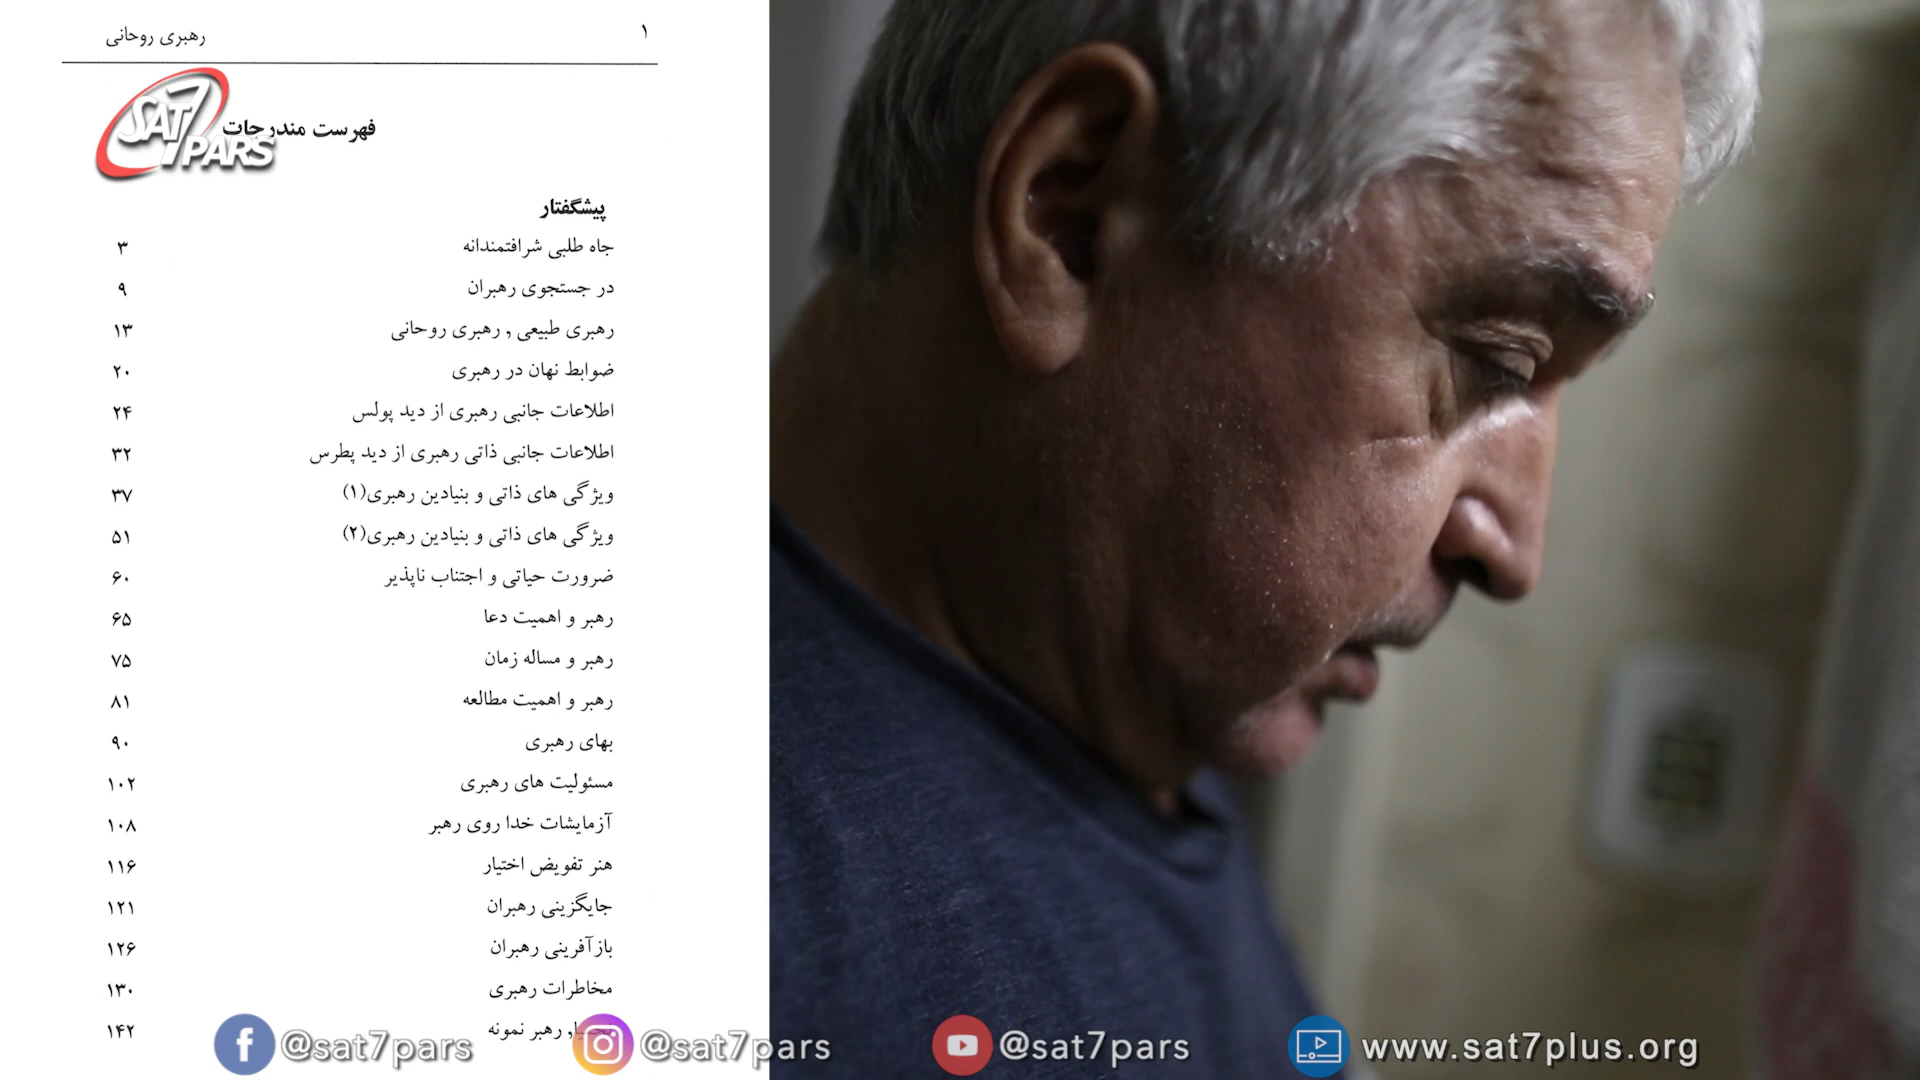 رهبری روحانی ۱
SAT 7 PARS
فهرست مندرجات
پیشگفتار
جاه طلبی شرافتمندانه ۳
در جستجوی رهبران ۹
رهبری طبیعی , رهبری روحانی ۱۳
ضوابط نهان در رهبری ۲۰
اطلاعات جانبی رهبری از دید پولس ۲۴
اطلاعات جانبی ذاتی رهبری از دید پطرس ۳۲
ویژگی های ذاتی و بنیادین رهبری(۱) ۳۷
ویژگی های ذاتی و بنیادین رهبری(۲) ۵۱
ضرورت حیاتی و اجتناب ناپذیر ۶۰
رهبر و اهمیت دعا ۶۵
رهبر و مساله زمان ۷۵
رهبر و اهمیت مطالعه ۸۱
بهای رهبری ۹۰
مسئولیت های رهبری ۱۰۲
آزمایشات خدا روی رهبر ۱۰۸
هنر تفویض اختیار ۱۱۶
جایگزینی رهبران ۱۲۱
بازآفرینی رهبران ۱۲۶
مخاطرات رهبری ۱۳۰
, رهبر نمونه ۱۴۲
@sat7pars @sat7pars @sat7pars www.sat7plus.org